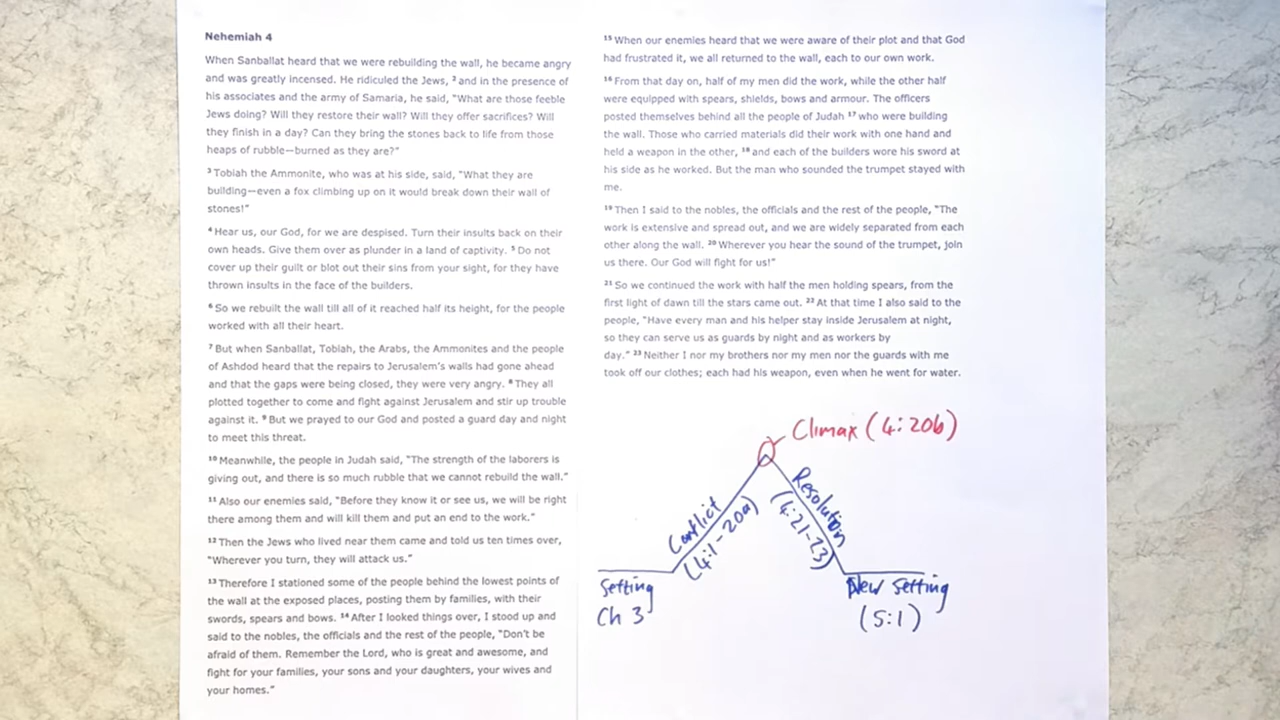 Nehemiah 4
When Sanballat heard that we were rebuilding the wall, he became angry
and was greatly incensed. He ridiculed the Jews, ² and in the presence of
his associates and the army of Samaria, he said, "What are those feeble
Jews doing? Will they restore their wall? Will they offer sacrifices? Will
they finish in a day? Can they bring the stones back to life from those
heaps of rubble—burned as they are?"
³ Tobiah the Ammonite, who was at his side, said, "What they are
building—even a fox climbing up on it would break down their wall of
stones!"
⁴ Hear us, our God, for we are despised. Turn their insults back on their
own heads. Give them over as plunder in a land of captivity. ⁵ Do not
cover up their guilt or blot out their sins from your sight, for they have
thrown insults in the face of the builders.
⁶ So we rebuilt the wall till all of it reached half its height, for the people
worked with all their heart.
⁷ But when Sanballat, Tobiah, the Arabs, the Ammonites and the people
of Ashdod heard that the repairs to Jerusalem's walls had gone ahead
and that the gaps were being closed, they were very angry. ⁸ They all
plotted together to come and fight against Jerusalem and stir up trouble
against it. ⁹ But we prayed to our God and posted a guard day and night
to meet this threat.
¹⁰ Meanwhile, the people in Judah said, "The strength of the laborers is
giving out, and there is so much rubble that we cannot rebuild the wall."
¹¹ Also our enemies said, "Before they know it or see us, we will be right
there among them and will kill them and put an end to the work."
¹² Then the Jews who lived near them came and told us ten times over,
"Wherever you turn, they will attack us."
¹³ Therefore I stationed some of the people behind the lowest points of
the wall at the exposed places, posting them by families, with their
swords, spears and bows. ¹⁴ After I looked things over, I stood up and
said to the nobles, the officials and the rest of the people, "Don't be
afraid of them. Remember the Lord, who is great and awesome, and
fight for your families, your sons and your daughters, your wives and
your homes."
¹⁵ When our enemies heard that we were aware of their plot and that God
had frustrated it, we all returned to the wall, each to our own work.
¹⁶ From that day on, half of my men did the work, while the other half
were equipped with spears, shields, bows and armour. The officers
posted themselves behind all the people of Judah ¹⁷ who were building
the wall. Those who carried materials did their work with one hand and
held a weapon in the other, ¹⁸ and each of the builders wore his sword at
his side as he worked. But the man who sounded the trumpet stayed with
me.
¹⁹ Then I said to the nobles, the officials and the rest of the people, "The
work is extensive and spread out, and we are widely separated from each
other along the wall. ²⁰ Wherever you hear the sound of the trumpet, join
us there. Our God will fight for us!"
²¹ So we continued the work with half the men holding spears, from the
first light of dawn till the stars came out. ²² At that time I also said to the
people, "Have every man and his helper stay inside Jerusalem at night,
so they can serve us as guards by night and as workers by
day." ²³ Neither I nor my brothers nor my men nor the guards with me
took off our clothes; each had his weapon, even when he went for water.
Climax (4:20b)
Conflict
(4:1-20a)
Resolution
(4:21-23)
Setting
Ch 3
New Setting
(5:1)